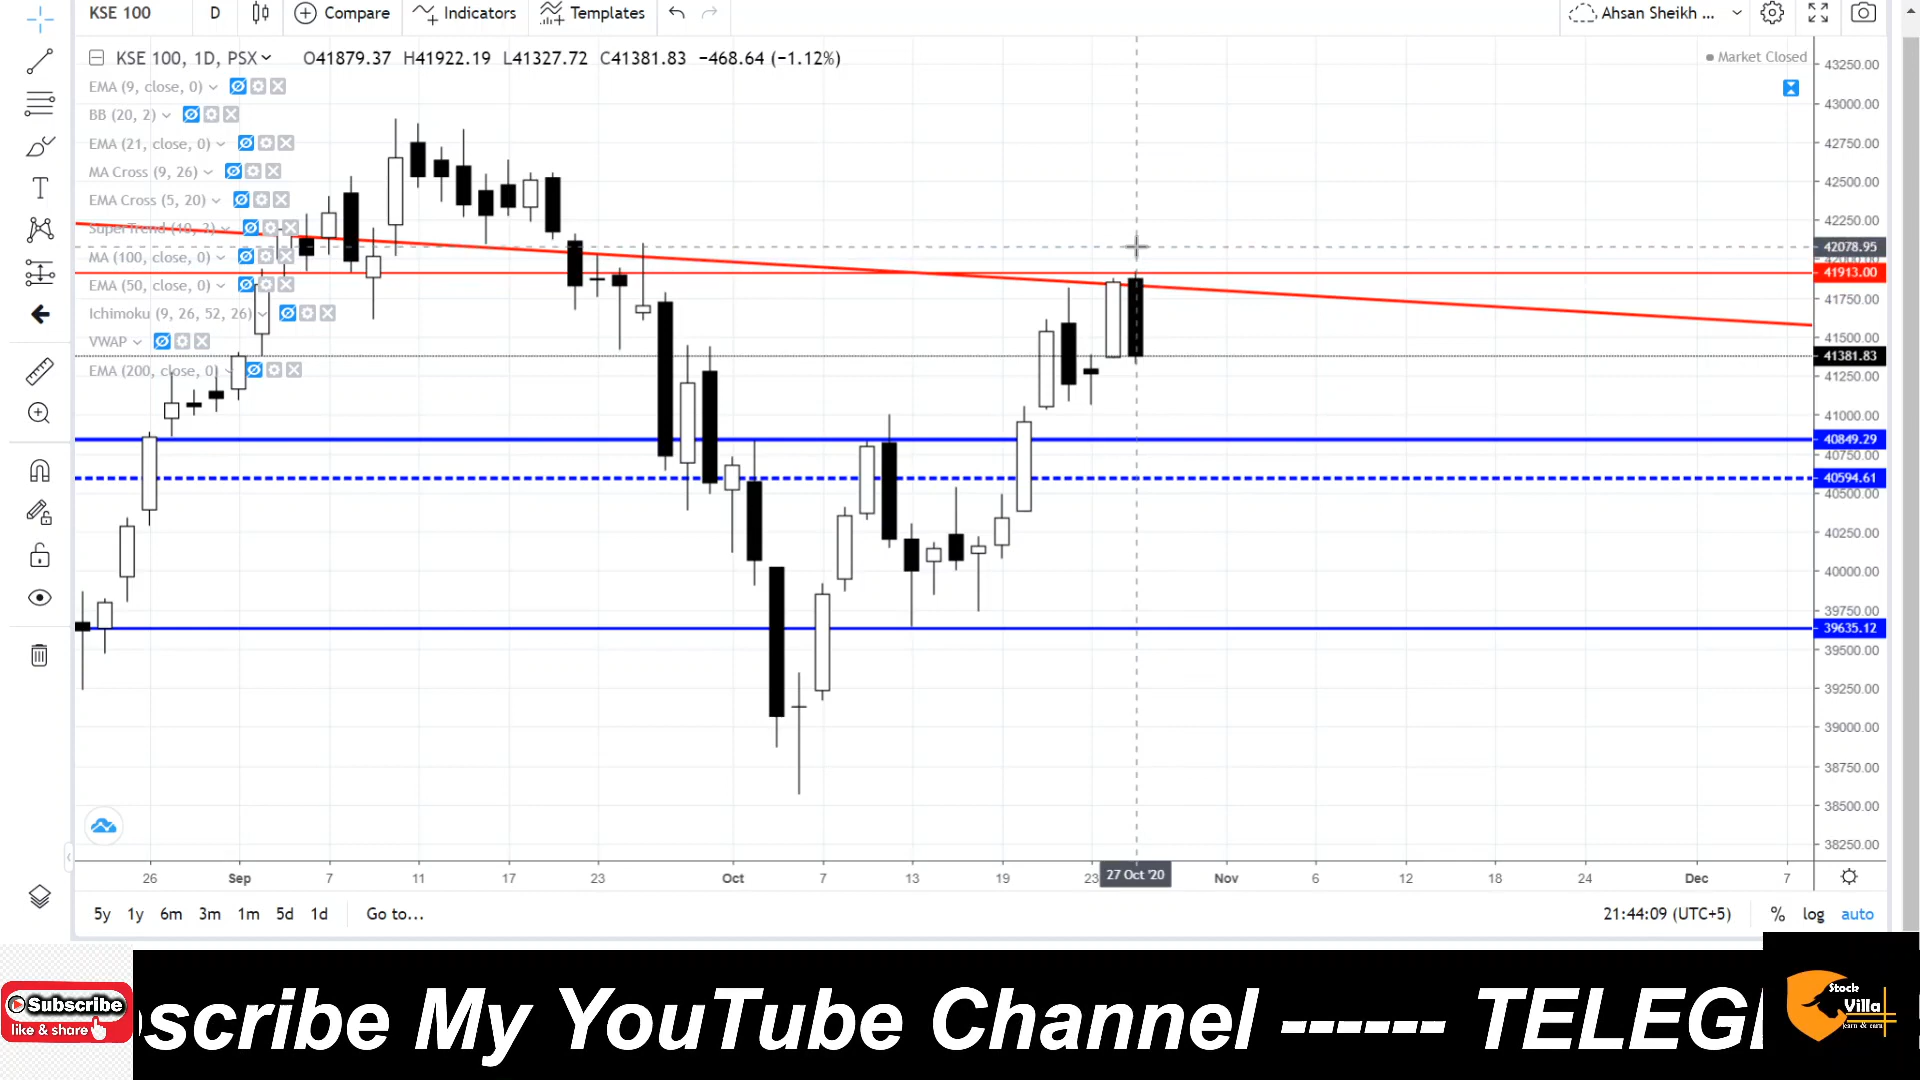 KSE 100
D
Compare
Indicators
Templates
Ahsan Sheikh ...
KSE 100, 1D, PSX
O41879.37 H41922.19 L41327.72 C41381.83 −468.64 (−1.12%)
Market Closed
EMA (9, close, 0)
BB (20, 2)
EMA (21, close, 0)
MA Cross (9, 26)
EMA Cross (5, 20)
SuperTrend (10, 3)
MA (100, close, 0)
EMA (50, close, 0)
Ichimoku (9, 26, 52, 26)
VWAP
EMA (200, close, 0)
43250.00
43000.00
42750.00
42500.00
42250.00
42078.95
42000.00
41913.00
41750.00
41500.00
41381.83
41250.00
41000.00
40849.29
40750.00
40594.61
40500.00
40250.00
40000.00
39750.00
39635.12
39500.00
39250.00
39000.00
38750.00
38500.00
38250.00
26 Sep 7 11 17 23 Oct 7 13 19 23 27 Oct '20 Nov 6 12 18 24 Dec 7
5y 1y 6m 3m 1m 5d 1d Go to...
21:44:09 (UTC+5) % log auto
Subscribe
like & share
bscribe My YouTube Channel ------ TELEG
Stock
Villa
learn & earn